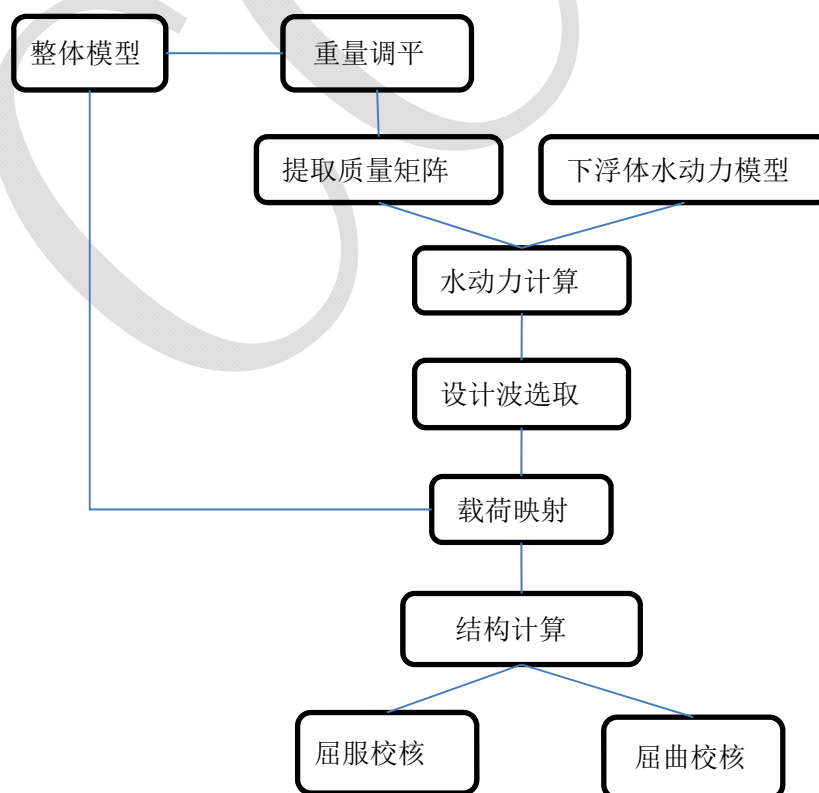 整体模型
重量调平
提取质量矩阵
下浮体水动力模型
水动力计算
设计波选取
载荷映射
结构计算
屈服校核
屈曲校核